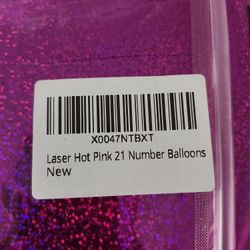 X0047NTBXT
Laser Hot Pink 21 Number Balloons
New